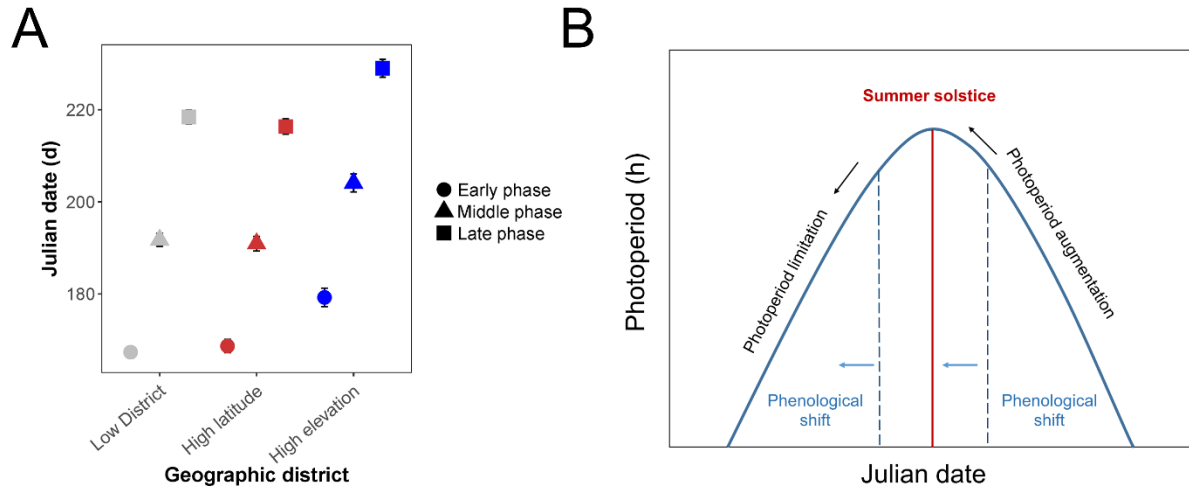 A
Julian date (d)
220
200
180
Low District
High latitude
High elevation
Geographic district
Early phase
Middle phase
Late phase
B
Photoperiod (h)
Summer solstice
Photoperiod limitation
Photoperiod augmentation
Phenological
shift
Phenological
shift
Julian date